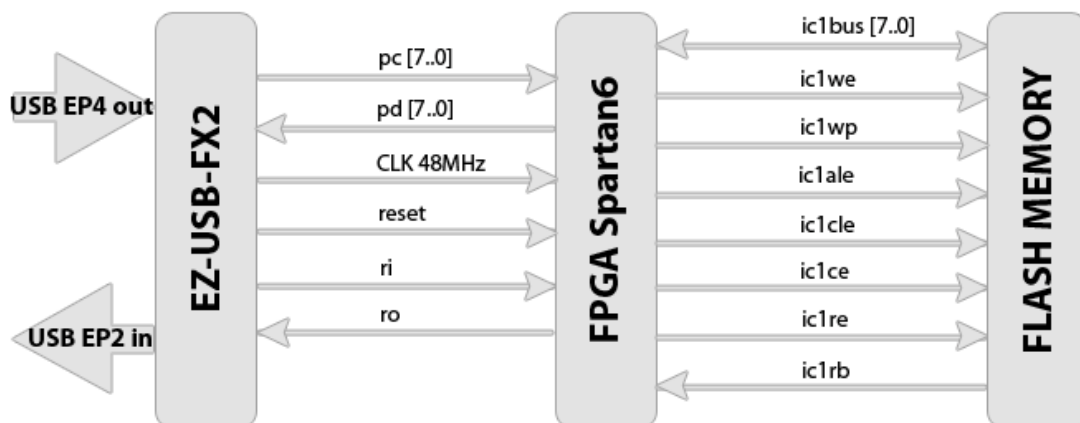 USB EP4 out
USB EP2 in
EZ-USB-FX2
pc [7..0]
pd [7..0]
CLK 48MHz
reset
ri
ro
FPGA Spartan6
ic1bus [7..0]
ic1we
ic1wp
ic1ale
ic1cle
ic1ce
ic1re
ic1rb
FLASH MEMORY